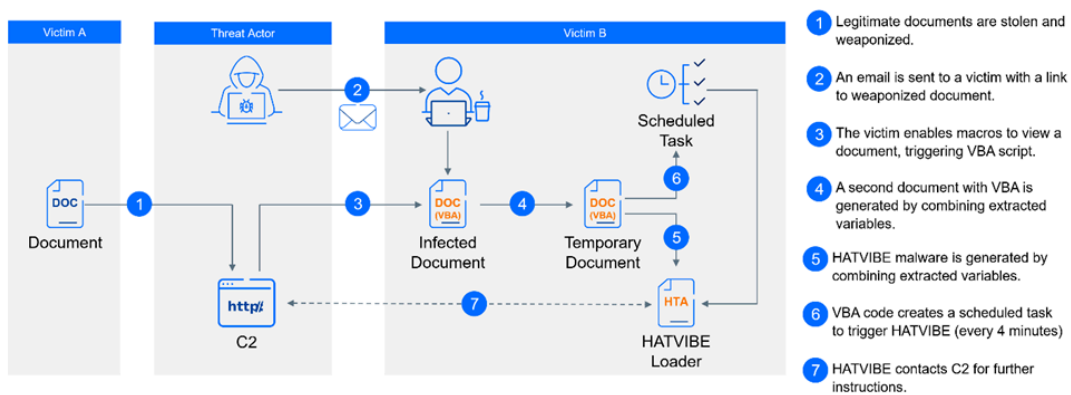 Victim A
Threat Actor
Victim B
2
Scheduled
Task
6
DOC
Document
1
3
DOC
(VBA)
Infected
Document
4
DOC
(VBA)
Temporary
Document
5
http:/
C2
7
HTA
HATVIBE
Loader
1 Legitimate documents are stolen and
weaponized.
2 An email is sent to a victim with a link
to weaponized document.
3 The victim enables macros to view a
document, triggering VBA script.
4 A second document with VBA is
generated by combining extracted
variables.
5 HATVIBE malware is generated by
combining extracted variables.
6 VBA code creates a scheduled task
to trigger HATVIBE (every 4 minutes)
7 HATVIBE contacts C2 for further
instructions.